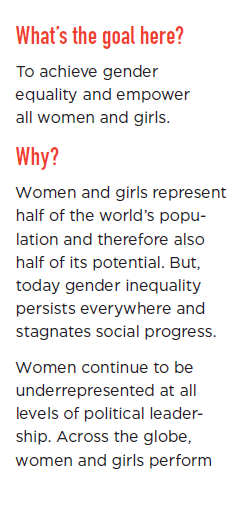 What's the goal here?
To achieve gender
equality and empower
all women and girls.
Why?
Women and girls represent
half of the world's popu-
lation and therefore also
half of its potential. But,
today gender inequality
persists everywhere and
stagnates social progress.
Women continue to be
underrepresented at all
levels of political leader-
ship. Across the globe,
women and girls perform